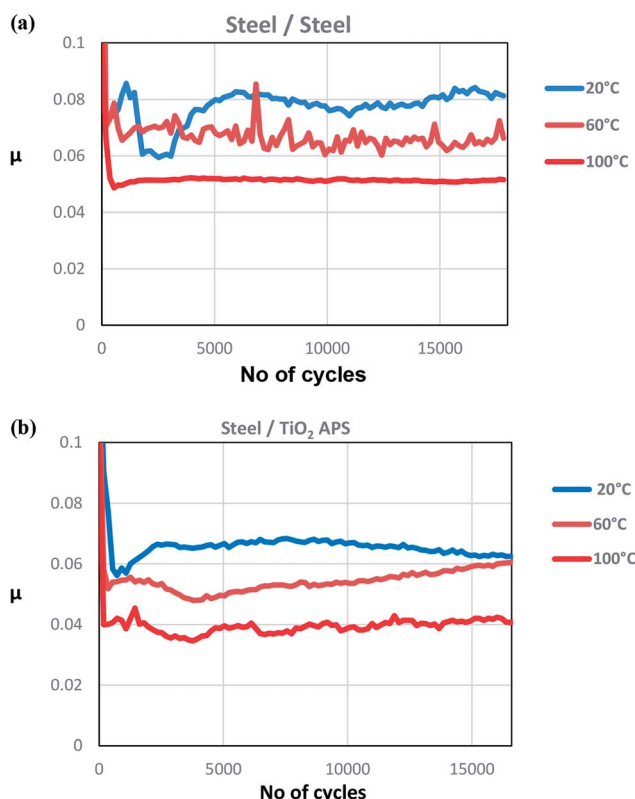 (a)
Steel / Steel
0.1
0.08
0.06
0.04
0.02
0
μ
0
5000
10000
15000
No of cycles
20°C
60°C
100°C
(b)
Steel / TiO₂ APS
0.1
0.08
0.06
0.04
0.02
0
μ
0
5000
10000
15000
No of cycles
20°C
60°C
100°C